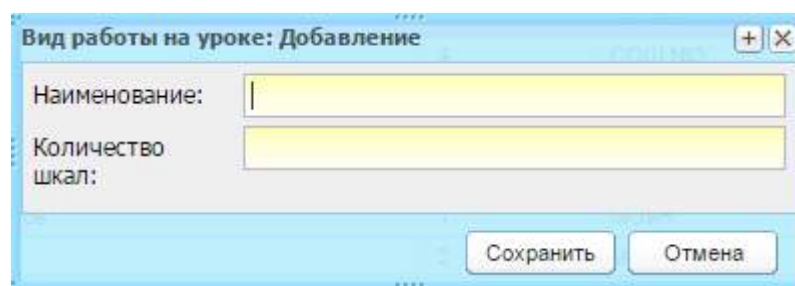 Вид работы на уроке: Добавление
Наименование:
Количество
шкал:
Сохранить Отмена